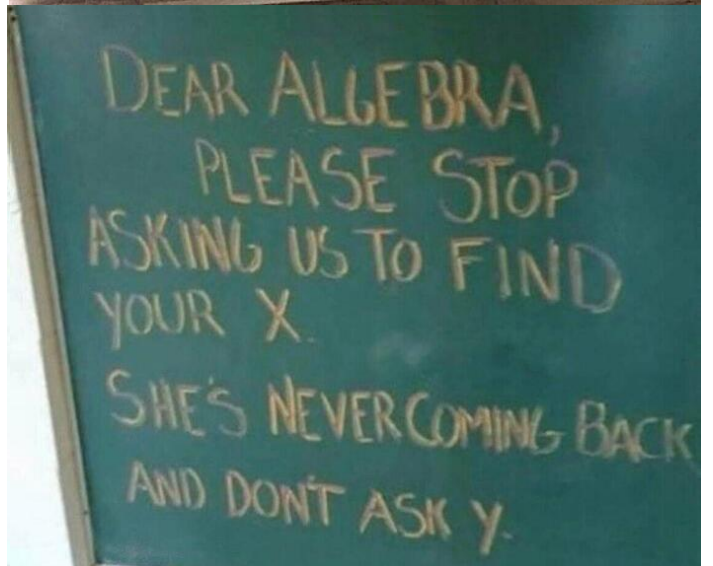 DEAR ALGEBRA,
PLEASE STOP
ASKING US TO FIND
YOUR X.
SHE'S NEVER COMING BACK
AND DON'T ASK Y.